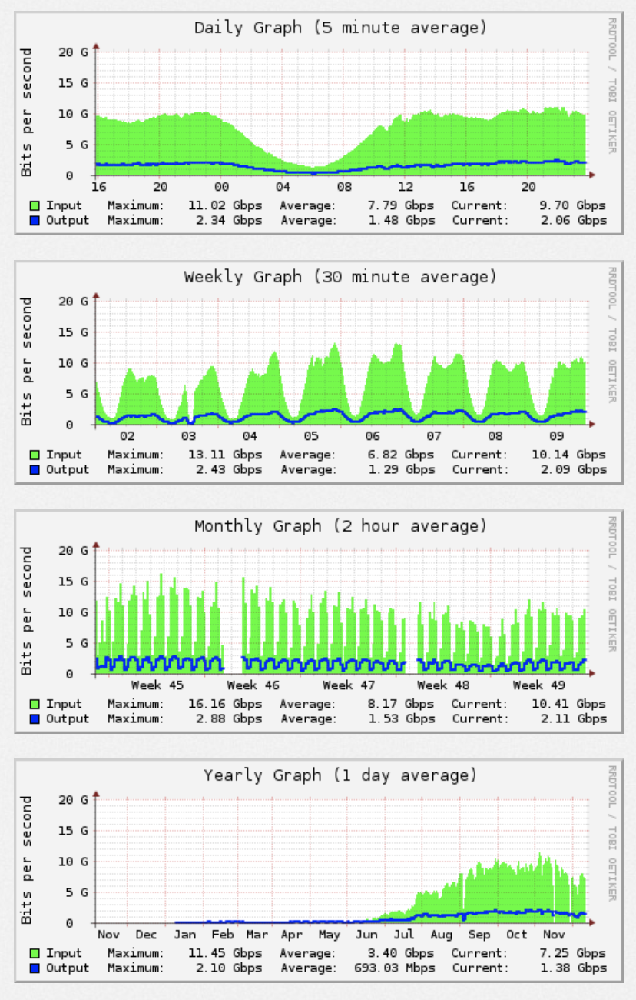 Daily Graph (5 minute average)
RRDTOOL / TOBI OETIKER
Bits per second
20 G
15 G
10 G
5 G
0
16 20 00 04 08 12 16 20
Input Maximum: 11.02 Gbps Average: 7.79 Gbps Current: 9.70 Gbps
Output Maximum: 2.34 Gbps Average: 1.48 Gbps Current: 2.06 Gbps
Weekly Graph (30 minute average)
RRDTOOL / TOBI OETIKER
Bits per second
20 G
15 G
10 G
5 G
0
02 03 04 05 06 07 08 09
Input Maximum: 13.11 Gbps Average: 6.82 Gbps Current: 10.14 Gbps
Output Maximum: 2.43 Gbps Average: 1.29 Gbps Current: 2.09 Gbps
Monthly Graph (2 hour average)
RRDTOOL / TOBI OETIKER
Bits per second
20 G
15 G
10 G
5 G
0
Week 45 Week 46 Week 47 Week 48 Week 49
Input Maximum: 16.16 Gbps Average: 8.17 Gbps Current: 10.41 Gbps
Output Maximum: 2.88 Gbps Average: 1.53 Gbps Current: 2.11 Gbps
Yearly Graph (1 day average)
RRDTOOL / TOBI OETIKER
Bits per second
20 G
15 G
10 G
5 G
0
Nov Dec Jan Feb Mar Apr May Jun Jul Aug Sep Oct Nov
Input Maximum: 11.45 Gbps Average: 3.40 Gbps Current: 7.25 Gbps
Output Maximum: 2.10 Gbps Average: 693.03 Mbps Current: 1.38 Gbps